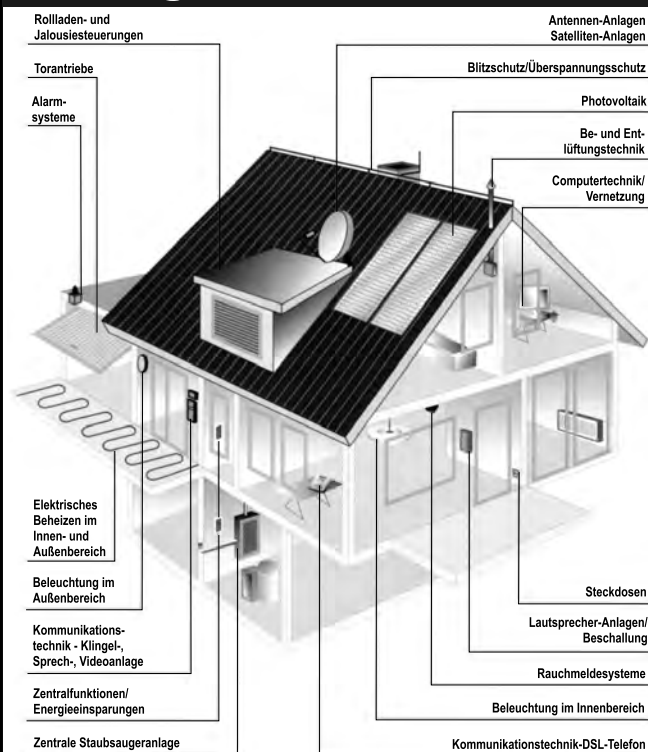 Rollladen- und
Jalousiesteuerungen
Torantriebe
Alarm-
systeme
Elektrisches
Beheizen im
Innen- und
Außenbereich
Beleuchtung im
Außenbereich
Kommunikations-
technik - Klingel-,
Sprech-, Videoanlage
Zentralfunktionen/
Energieeinsparungen
Zentrale Staubsaugeranlage
Antennen-Anlagen
Satelliten-Anlagen
Blitzschutz/Überspannungsschutz
Photovoltaik
Be- und Ent-
lüftungstechnik
Computertechnik/
Vernetzung
Steckdosen
Lautsprecher-Anlagen/
Beschallung
Rauchmeldesysteme
Beleuchtung im Innenbereich
Kommunikationstechnik-DSL-Telefon